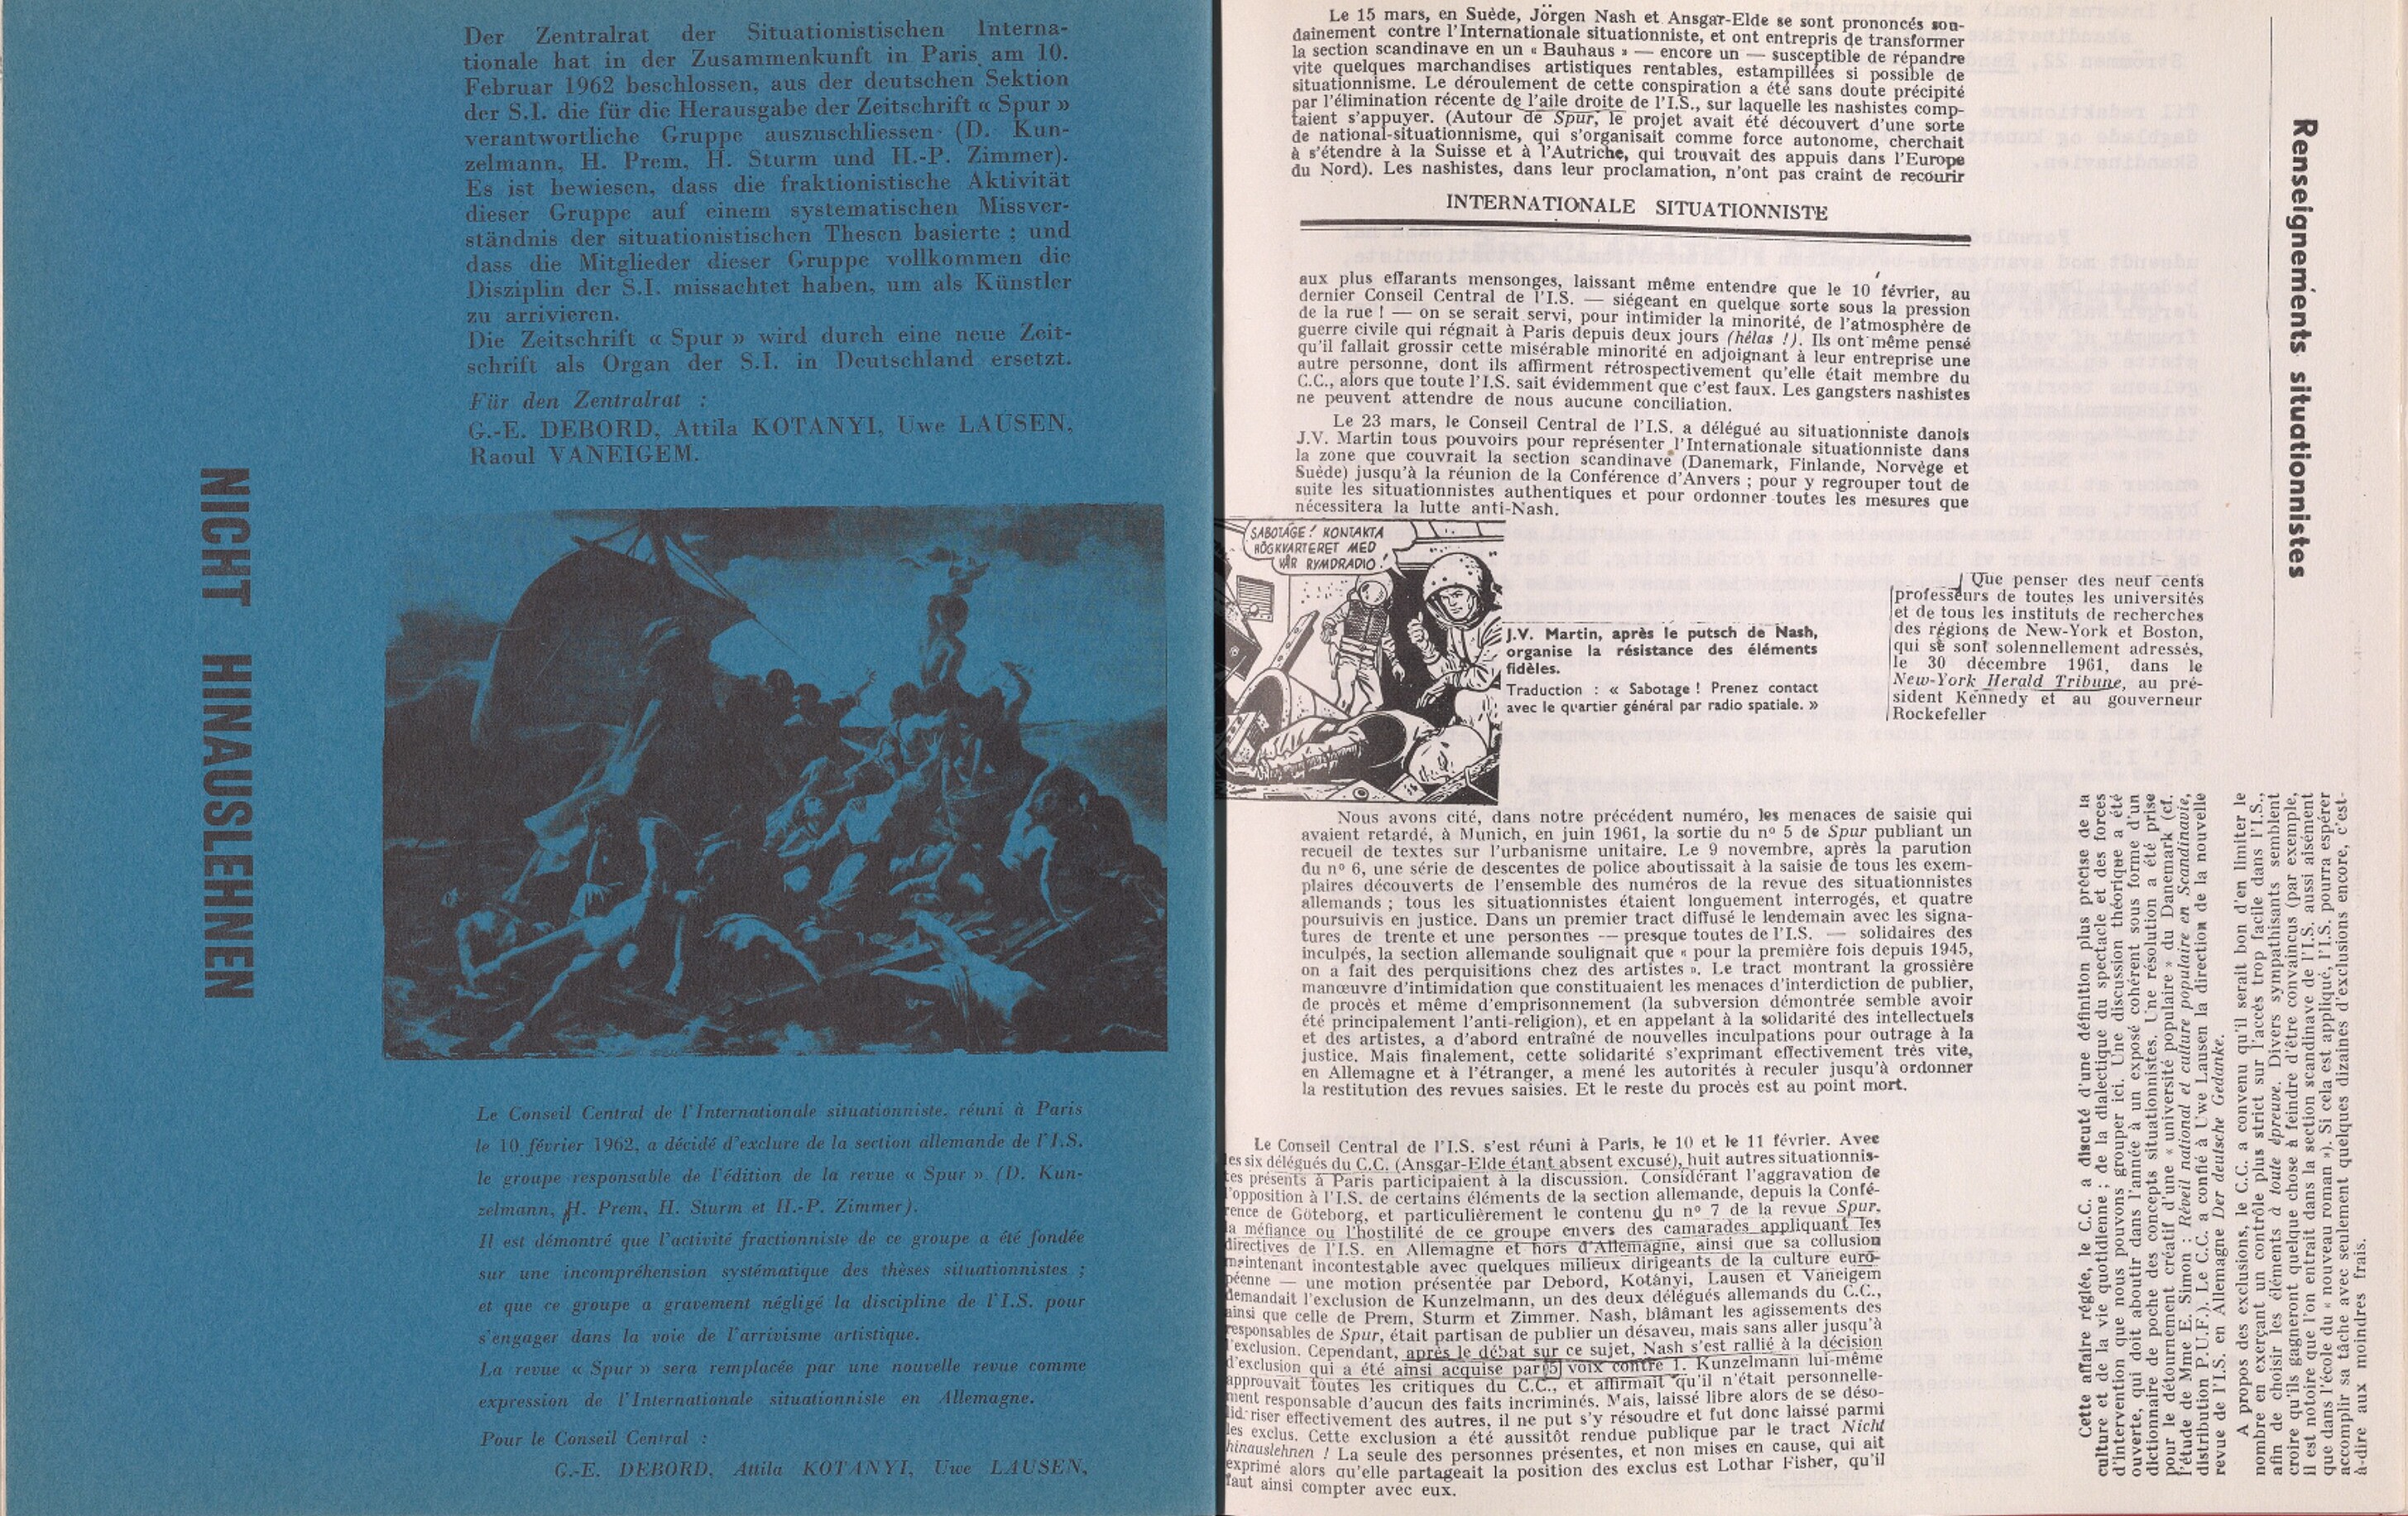 Der Zentralrat der Situationistischen Interna-
tionale hat in der Zusammenkunft in Paris am 10.
Februar 1962 beschlossen, aus der deutschen Sektion
der S.I. die für die Herausgabe der Zeitschrift « Spur »
verantwortliche Gruppe auszuschliessen (D. Kun-
zelmann, H. Prem, H. Sturm und H.-P. Zimmer).
Es ist bewiesen, dass die fraktionistische Aktivität
dieser Gruppe auf einem systematischen Missver-
ständnis der situationistischen Thesen basierte ; und
dass die Mitglieder dieser Gruppe vollkommen die
Disziplin der S.I. missachtet haben, um als Künstler
zu arrivieren.
Die Zeitschrift « Spur » wird durch eine neue Zeit-
schrift als Organ der S.I. in Deutschland ersetzt.
Für den Zentralrat :
G.-E. DEBORD, Attila KOTANYI, Uwe LAUSEN,
Raoul VANEIGEM.
NICHT HINAUSLEHNEN
Le Conseil Central de l'Internationale situationniste, réuni à Paris
le 10 février 1962, a décidé d'exclure de la section allemande de l'I.S.
le groupe responsable de l'édition de la revue « Spur » (D. Kun-
zelmann, H. Prem, H. Sturm et H.-P. Zimmer).
Il est démontré que l'activité fractionniste de ce groupe a été fondée
sur une incompréhension systématique des thèses situationnistes ;
et que ce groupe a gravement négligé la discipline de l'I.S. pour
s'engager dans la voie de l'arrivisme artistique.
La revue « Spur » sera remplacée par une nouvelle revue comme
expression de l'Internationale situationniste en Allemagne.
Pour le Conseil Central :
G.-E. DEBORD, Attila KOTANYI, Uwe LAUSEN,
Le 15 mars, en Suède, Jörgen Nash et Ansgar-Elde se sont prononcés sou-
dainement contre l'Internationale situationniste, et ont entrepris de transformer
la section scandinave en un « Bauhaus » — encore un — susceptible de répandre
vite quelques marchandises artistiques rentables, estampillées si possible de
situationnisme. Le déroulement de cette conspiration a été sans doute précipité
par l'élimination récente de l'aile droite de l'I.S., sur laquelle les nashistes comp-
taient s'appuyer. (Autour de Spur, le projet avait été découvert d'une sorte
de national-situationnisme, qui s'organisait comme force autonome, cherchait
à s'étendre à la Suisse et à l'Autriche, qui trouvait des appuis dans l'Europe
du Nord). Les nashistes, dans leur proclamation, n'ont pas craint de recourir
INTERNATIONALE SITUATIONNISTE
aux plus effarants mensonges, laissant même entendre que le 10 février, au
dernier Conseil Central de l'I.S. — siégeant en quelque sorte sous la pression
de la rue ! — on se serait servi, pour intimider la minorité, de l'atmosphère de
guerre civile qui régnait à Paris depuis deux jours (hélas !). Ils ont même pensé
qu'il fallait grossir cette misérable minorité en adjoignant à leur entreprise une
autre personne, dont ils affirment rétrospectivement qu'elle était membre du
C.C., alors que toute l'I.S. sait évidemment que c'est faux. Les gangsters nashistes
ne peuvent attendre de nous aucune conciliation.
Le 23 mars, le Conseil Central de l'I.S. a délégué au situationniste danois
J.V. Martin tous pouvoirs pour représenter l'Internationale situationniste dans
la zone que couvrait la section scandinave (Danemark, Finlande, Norvège et
Suède) jusqu'à la réunion de la Conférence d'Anvers ; pour y regrouper tout de
suite les situationnistes authentiques et pour ordonner toutes les mesures que
nécessitera la lutte anti-Nash.
SABOTAGE ! KONTAKTA
HÖGKVARTERET MED
VÅR RYMDRADIO !
J.V. Martin, après le putsch de Nash,
organise la résistance des éléments
fidèles.
Traduction : « Sabotage ! Prenez contact
avec le quartier général par radio spatiale. »
Que penser des neuf cents
professeurs de toutes les universités
et de tous les instituts de recherches
des régions de New-York et Boston,
qui se sont solennellement adressés,
le 30 décembre 1961, dans le
New-York Herald Tribune, au pré-
sident Kennedy et au gouverneur
Rockefeller
Renseignements situationnistes
Nous avons cité, dans notre précédent numéro, les menaces de saisie qui
avaient retardé, à Munich, en juin 1961, la sortie du nº 5 de Spur publiant un
recueil de textes sur l'urbanisme unitaire. Le 9 novembre, après la parution
du nº 6, une série de descentes de police aboutissait à la saisie de tous les exem-
plaires découverts de l'ensemble des numéros de la revue des situationnistes
allemands ; tous les situationnistes étaient longuement interrogés, et quatre
poursuivis en justice. Dans un premier tract diffusé le lendemain avec les signa-
tures de trente et une personnes — presque toutes de l'I.S. — solidaires des
inculpés, la section allemande soulignait que « pour la première fois depuis 1945,
on a fait des perquisitions chez des artistes ». Le tract montrant la grossière
manœuvre d'intimidation que constituaient les menaces d'interdiction de publier,
de procès et même d'emprisonnement (la subversion démontrée semble avoir
été principalement l'anti-religion), et en appelant à la solidarité des intellectuels
et des artistes, a d'abord entraîné de nouvelles inculpations pour outrage à la
justice. Mais finalement, cette solidarité s'exprimant effectivement très vite,
en Allemagne et à l'étranger, a mené les autorités à reculer jusqu'à ordonner
la restitution des revues saisies. Et le reste du procès est au point mort.
Le Conseil Central de l'I.S. s'est réuni à Paris, le 10 et le 11 février. Avec
les six délégués du C.C. (Ansgar-Elde étant absent excusé), huit autres situationnis-
tes présents à Paris participaient à la discussion. Considérant l'aggravation de
l'opposition à l'I.S. de certains éléments de la section allemande, depuis la Confé-
rence de Göteborg, et particulièrement le contenu du nº 7 de la revue Spur,
la méfiance ou l'hostilité de ce groupe envers des camarades appliquant les
directives de l'I.S. en Allemagne et hors d'Allemagne, ainsi que sa collusion
maintenant incontestable avec quelques milieux dirigeants de la culture euro-
péenne — une motion présentée par Debord, Kotányi, Lausen et Vaneigem
demandait l'exclusion de Kunzelmann, un des deux délégués allemands du C.C.,
ainsi que celle de Prem, Sturm et Zimmer. Nash, blâmant les agissements des
responsables de Spur, était partisan de publier un désaveu, mais sans aller jusqu'à
l'exclusion. Cependant, après le débat sur ce sujet, Nash s'est rallié à la décision
d'exclusion qui a été ainsi acquise par 5 voix contre 1. Kunzelmann lui-même
approuvait toutes les critiques du C.C., et affirmait qu'il n'était personnelle-
ment responsable d'aucun des faits incriminés. Mais, laissé libre alors de se déso-
lidariser effectivement des autres, il ne put s'y résoudre et fut donc laissé parmi
les exclus. Cette exclusion a été aussitôt rendue publique par le tract Nicht
hinauslehnen ! La seule des personnes présentes, et non mises en cause, qui ait
exprimé alors qu'elle partageait la position des exclus est Lothar Fisher, qu'il
faut ainsi compter avec eux.
Cette affaire réglée, le C.C. a discuté d'une définition plus précise de la
culture et de la vie quotidienne ; de la dialectique du spectacle et des forces
d'intervention que nous pouvons grouper ici. Une discussion théorique a été
ouverte, qui doit aboutir dans l'année à un exposé cohérent sous forme d'un
dictionnaire de poche des concepts situationnistes. Une résolution a été prise
pour le détournement créatif d'une « université populaire » du Danemark (cf.
l'étude de Mme E. Simon : Réveil national et culture populaire en Scandinavie,
distribution P.U.F.). Le C.C. a confié à Uwe Lausen la direction de la nouvelle
revue de l'I.S. en Allemagne Der deutsche Gedanke.
A propos des exclusions, le C.C. a convenu qu'il serait bon d'en limiter le
nombre en exerçant un contrôle plus strict sur l'accès trop facile dans l'I.S.,
afin de choisir les éléments à toute épreuve. Divers sympathisants semblent
croire qu'ils gagneront quelque chose à feindre d'être convaincus (par exemple,
il est notoire que l'on entrait dans la section scandinave de l'I.S. aussi aisément
que dans l'école du « nouveau roman »). Si cela est appliqué, l'I.S. pourra espérer
accomplir sa tâche avec seulement quelques dizaines d'exclusions encore, c'est-
à-dire aux moindres frais.